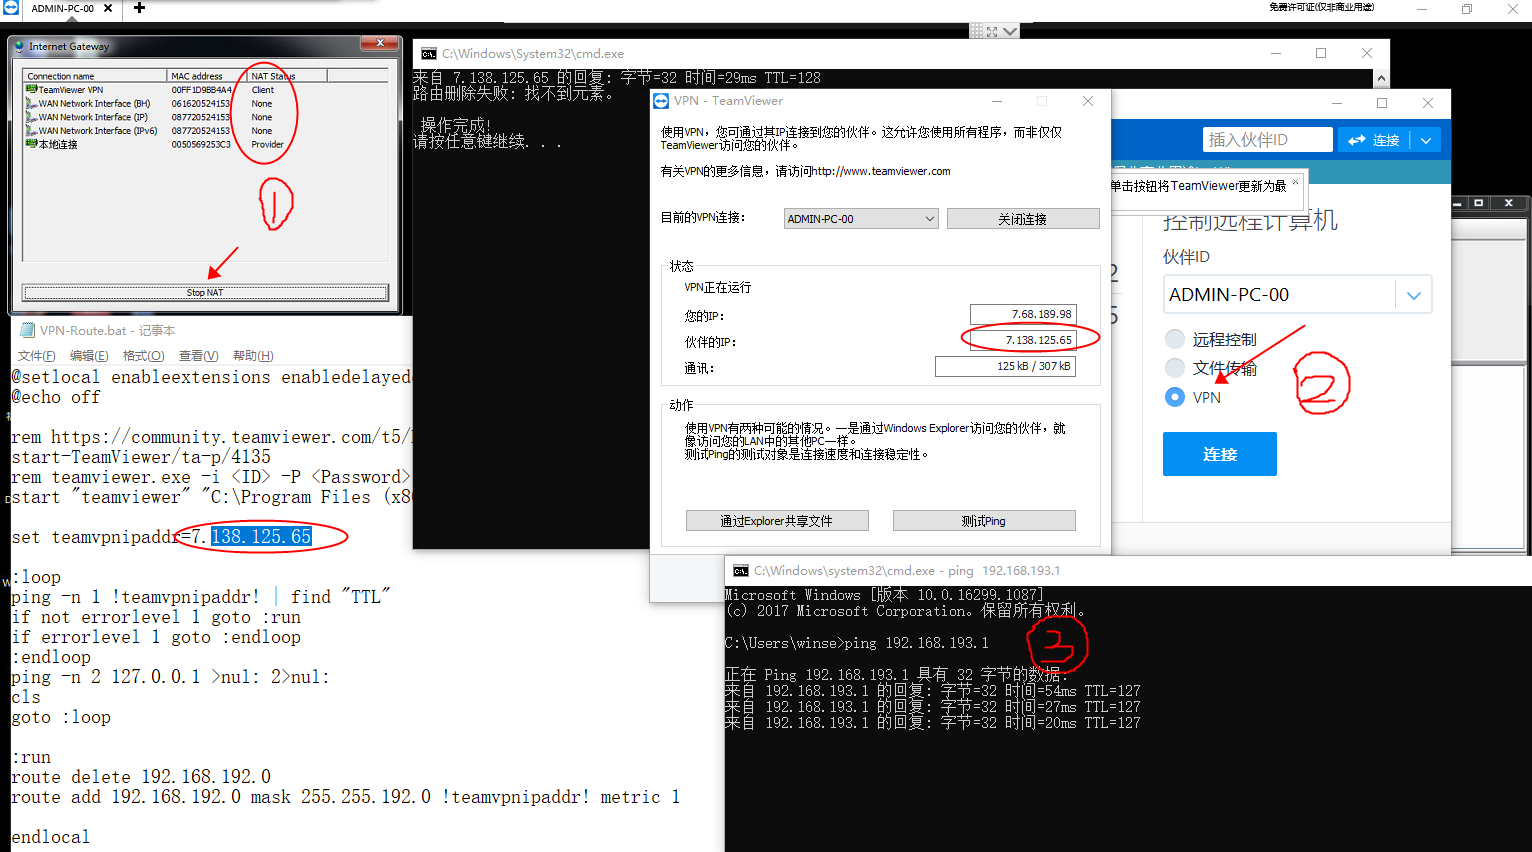 ADMIN-PC-00
免费许可证(仅非商业用途)
Internet Gateway
Connection name MAC address NAT Status
TeamViewer VPN 00FF1D9BB4A4 Client
WAN Network Interface (BH) 061620524153 None
WAN Network Interface (IP) 087720524153 None
WAN Network Interface (IPv6) 087720524153 None
本地连接 0050569253C3 Provider
1
Stop NAT
C:\Windows\System32\cmd.exe
来自 7.138.125.65 的回复: 字节=32 时间=29ms TTL=128
路由删除失败: 找不到元素。
操作完成!
请按任意键继续. . .
VPN - TeamViewer
使用VPN，您可通过其IP连接到您的伙伴。这允许您使用所有程序，而非仅仅
TeamViewer访问您的伙伴。
有关VPN的更多信息，请访问http://www.teamviewer.com
目前的VPN连接: ADMIN-PC-00 关闭连接
状态
VPN正在运行
您的IP: 7.68.189.98
伙伴的IP: 7.138.125.65
通讯: 125 kB / 307 kB
动作
使用VPN有两种可能的情况。一是通过Windows Explorer访问您的伙伴，就
像访问您的LAN中的其他PC一样。
测试Ping的测试对象是连接速度和连接稳定性。
通过Explorer共享文件 测试Ping
插入伙伴ID 连接
单击按钮将TeamViewer更新为最
控制远程计算机
伙伴ID
ADMIN-PC-00
远程控制
文件传输
VPN
2
连接
VPN-Route.bat - 记事本
文件(F) 编辑(E) 格式(O) 查看(V) 帮助(H)
@setlocal enableextensions enabledelayed
@echo off
rem https://community.teamviewer.com/t5/
start-TeamViewer/ta-p/4135
rem teamviewer.exe -i <ID> -P <Password>
start "teamviewer" "C:\Program Files (x8
set teamvpnipaddr=7.138.125.65
:loop
ping -n 1 !teamvpnipaddr! | find "TTL"
if not errorlevel 1 goto :run
if errorlevel 1 goto :endloop
:endloop
ping -n 2 127.0.0.1 >nul: 2>nul:
cls
goto :loop
:run
route delete 192.168.192.0
route add 192.168.192.0 mask 255.255.192.0 !teamvpnipaddr! metric 1
endlocal
C:\Windows\system32\cmd.exe - ping 192.168.193.1
Microsoft Windows [版本 10.0.16299.1087]
(c) 2017 Microsoft Corporation。保留所有权利。
C:\Users\winse>ping 192.168.193.1
3
正在 Ping 192.168.193.1 具有 32 字节的数据:
来自 192.168.193.1 的回复: 字节=32 时间=54ms TTL=127
来自 192.168.193.1 的回复: 字节=32 时间=27ms TTL=127
来自 192.168.193.1 的回复: 字节=32 时间=20ms TTL=127